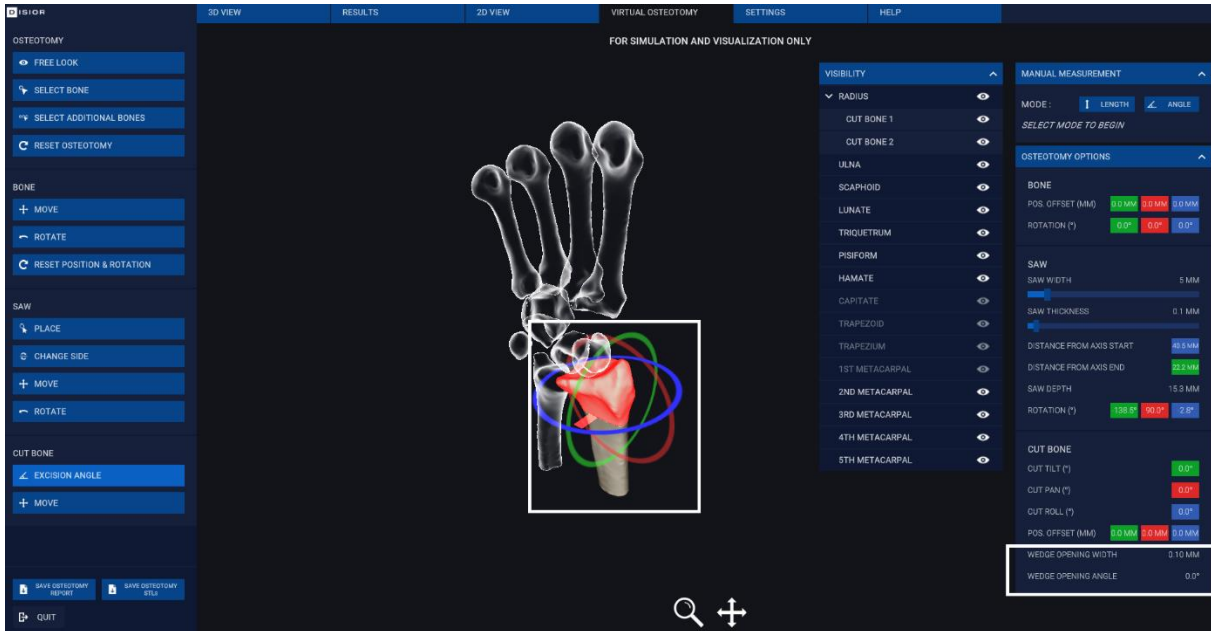 DISIOR
3D VIEW
RESULTS
2D VIEW
VIRTUAL OSTEOTOMY
SETTINGS
HELP
FOR SIMULATION AND VISUALIZATION ONLY
OSTEOTOMY
FREE LOOK
SELECT BONE
SELECT ADDITIONAL BONES
RESET OSTEOTOMY
BONE
MOVE
ROTATE
RESET POSITION & ROTATION
SAW
PLACE
CHANGE SIDE
MOVE
ROTATE
CUT BONE
EXCISION ANGLE
MOVE
SAVE OSTEOTOMY
REPORT
SAVE OSTEOTOMY
STLs
QUIT
VISIBILITY
RADIUS
CUT BONE 1
CUT BONE 2
ULNA
SCAPHOID
LUNATE
TRIQUETRUM
PISIFORM
HAMATE
CAPITATE
TRAPEZOID
TRAPEZIUM
1ST METACARPAL
2ND METACARPAL
3RD METACARPAL
4TH METACARPAL
5TH METACARPAL
MANUAL MEASUREMENT
MODE : LENGTH ANGLE
SELECT MODE TO BEGIN
OSTEOTOMY OPTIONS
BONE
POS. OFFSET (MM) 0.0 MM 0.0 MM 0.0 MM
ROTATION (°) 0.0° 0.0° 0.0°
SAW
SAW WIDTH 5 MM
SAW THICKNESS 0.1 MM
DISTANCE FROM AXIS START
DISTANCE FROM AXIS END 22.2 MM
SAW DEPTH 15.3 MM
ROTATION (°) 138.5° 90.0° 2.8°
CUT BONE
CUT TILT (°) 0.0°
CUT PAN (°) 0.0°
CUT ROLL (°) 0.0°
POS. OFFSET (MM) 0.0 MM 0.0 MM 0.0 MM
WEDGE OPENING WIDTH 0.10 MM
WEDGE OPENING ANGLE 0.0°